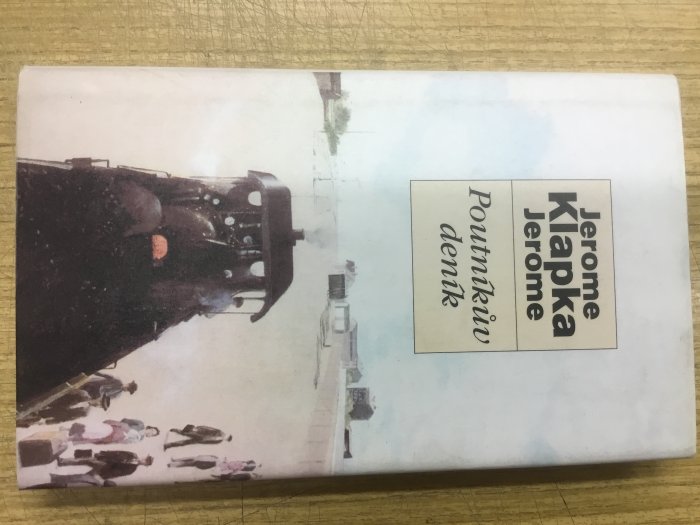 Jerome
Klapka
Jerome
Poutníkův
deník